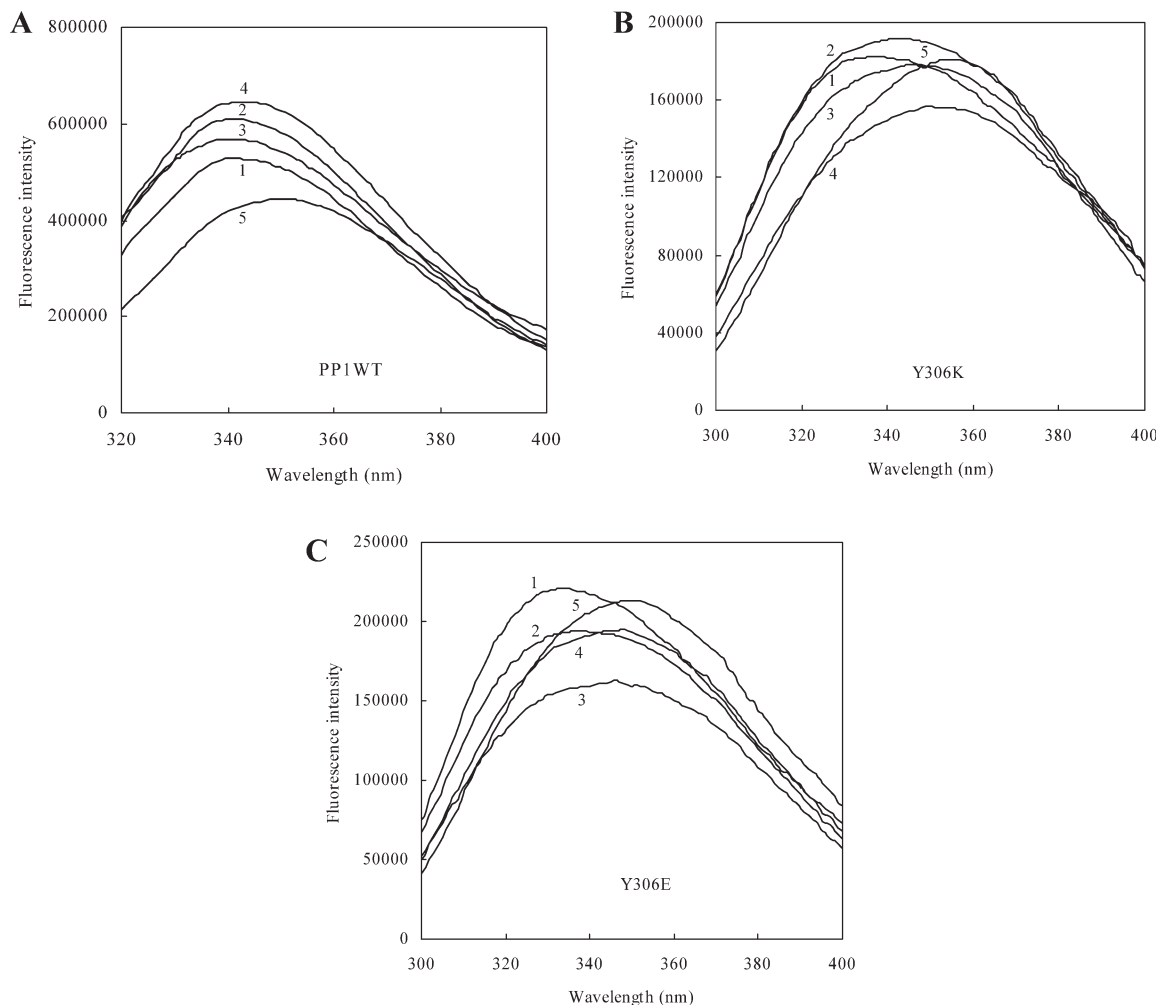 A
800000
600000
400000
200000
0
Fluorescence intensity
4
2
3
1
5
PP1WT
320 340 360 380 400
Wavelength (nm)
B
200000
160000
120000
80000
40000
0
Fluorescence intensity
2
5
1
3
4
Y306K
300 320 340 360 380 400
Wavelength (nm)
C
250000
200000
150000
100000
50000
0
Fluorescence intensity
1
5
2
4
3
Y306E
300 320 340 360 380 400
Wavelength (nm)